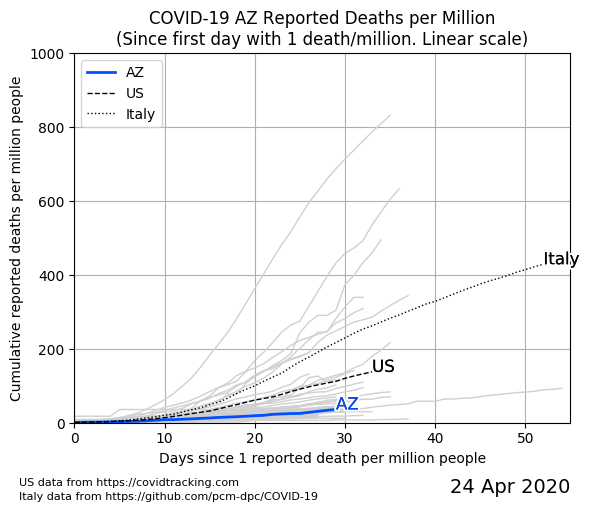 COVID-19 AZ Reported Deaths per Million
(Since first day with 1 death/million. Linear scale)
Cumulative reported deaths per million people
1000
800
600
400
200
0
AZ
US
Italy
Italy
US
AZ
0 10 20 30 40 50
Days since 1 reported death per million people
US data from https://covidtracking.com
Italy data from https://github.com/pcm-dpc/COVID-19
24 Apr 2020